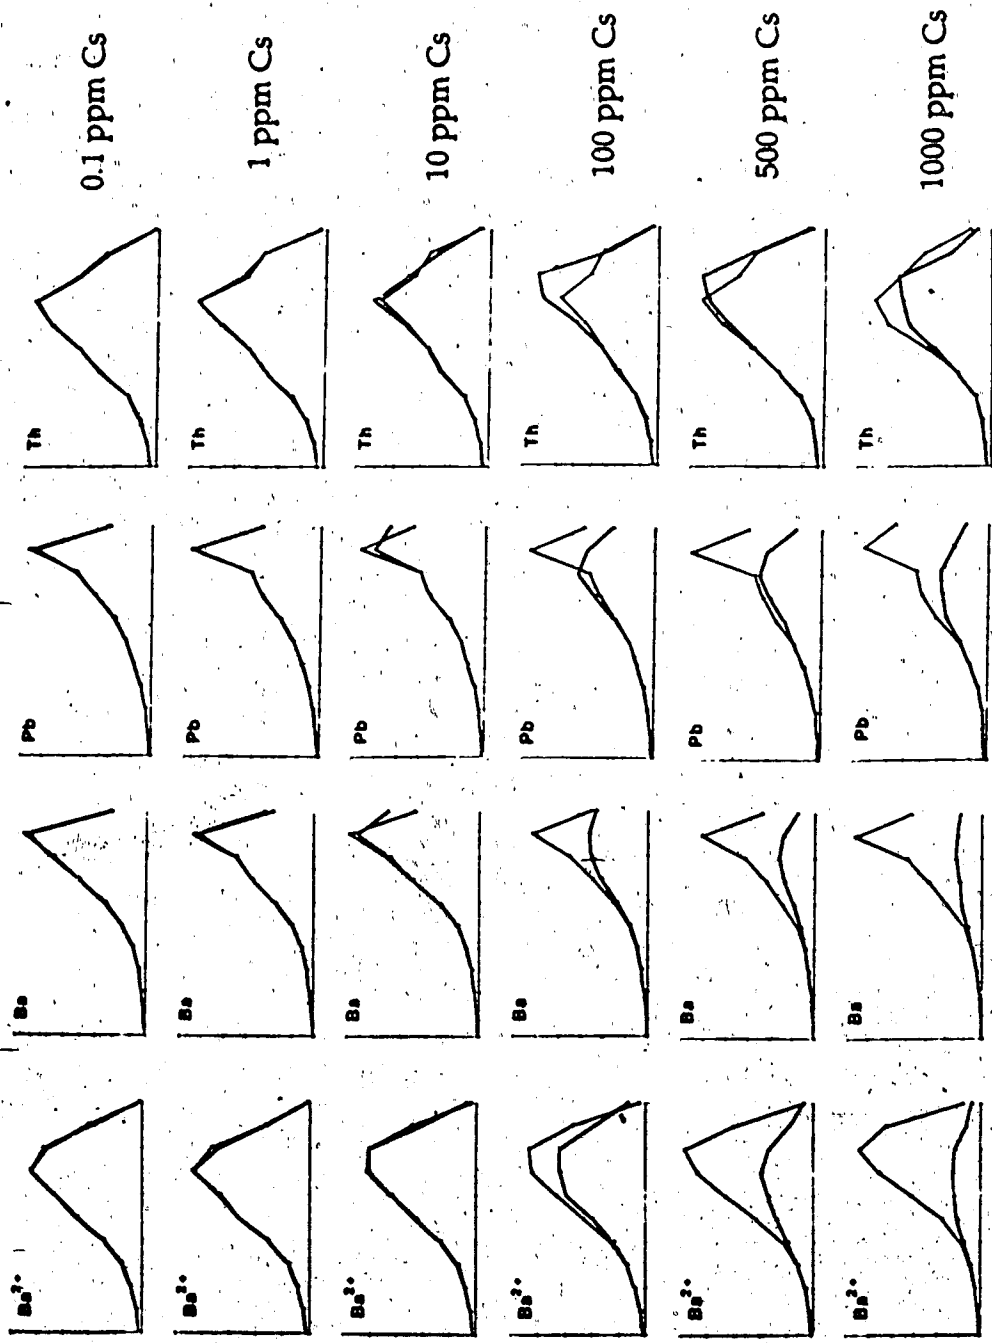 Ba²⁺ Ba Pb Th 0.1 ppm Cs
Ba²⁺ Ba Pb Th 1 ppm Cs
Ba²⁺ Ba Pb Th 10 ppm Cs
Ba²⁺ Ba Pb Th 100 ppm Cs
Ba²⁺ Ba Pb Th 500 ppm Cs
Ba²⁺ Ba Pb Th 1000 ppm Cs